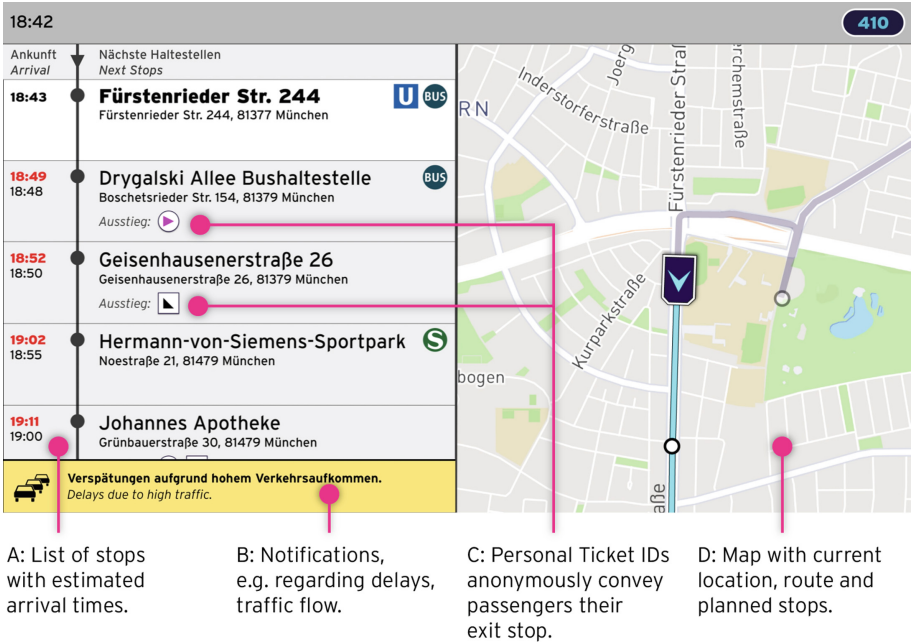 18:42
410
Ankunft
Arrival
Nächste Haltestellen
Next Stops
18:43
Fürstenrieder Str. 244
U BUS
Fürstenrieder Str. 244, 81377 München
18:49
18:48
Drygalski Allee Bushaltestelle
BUS
Boschetsrieder Str. 154, 81379 München
Ausstieg:
18:52
18:50
Geisenhausenerstraße 26
Geisenhausenerstraße 26, 81379 München
Ausstieg:
19:02
18:55
Hermann-von-Siemens-Sportpark
S
Noestraße 21, 81479 München
19:11
19:00
Johannes Apotheke
Grünbauerstraße 30, 81479 München
Verspätungen aufgrund hohem Verkehrsaufkommen.
Delays due to high traffic.
RN
Inderstorferstraße
Joerg
Fürstenrieder Straß
erchemstraße
Kurparkstraße
bogen
aße
A: List of stops
with estimated
arrival times.
B: Notifications,
e.g. regarding delays,
traffic flow.
C: Personal Ticket IDs
anonymously convey
passengers their
exit stop.
D: Map with current
location, route and
planned stops.